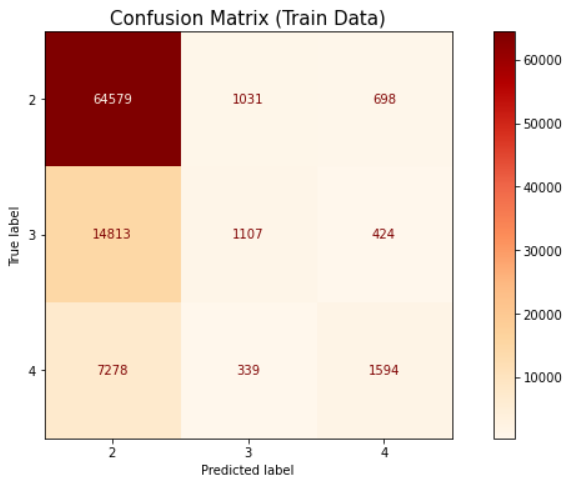 Confusion Matrix (Train Data)
2 64579 1031 698
3 14813 1107 424
4 7278 339 1594
2 3 4
Predicted label
True label
60000
50000
40000
30000
20000
10000